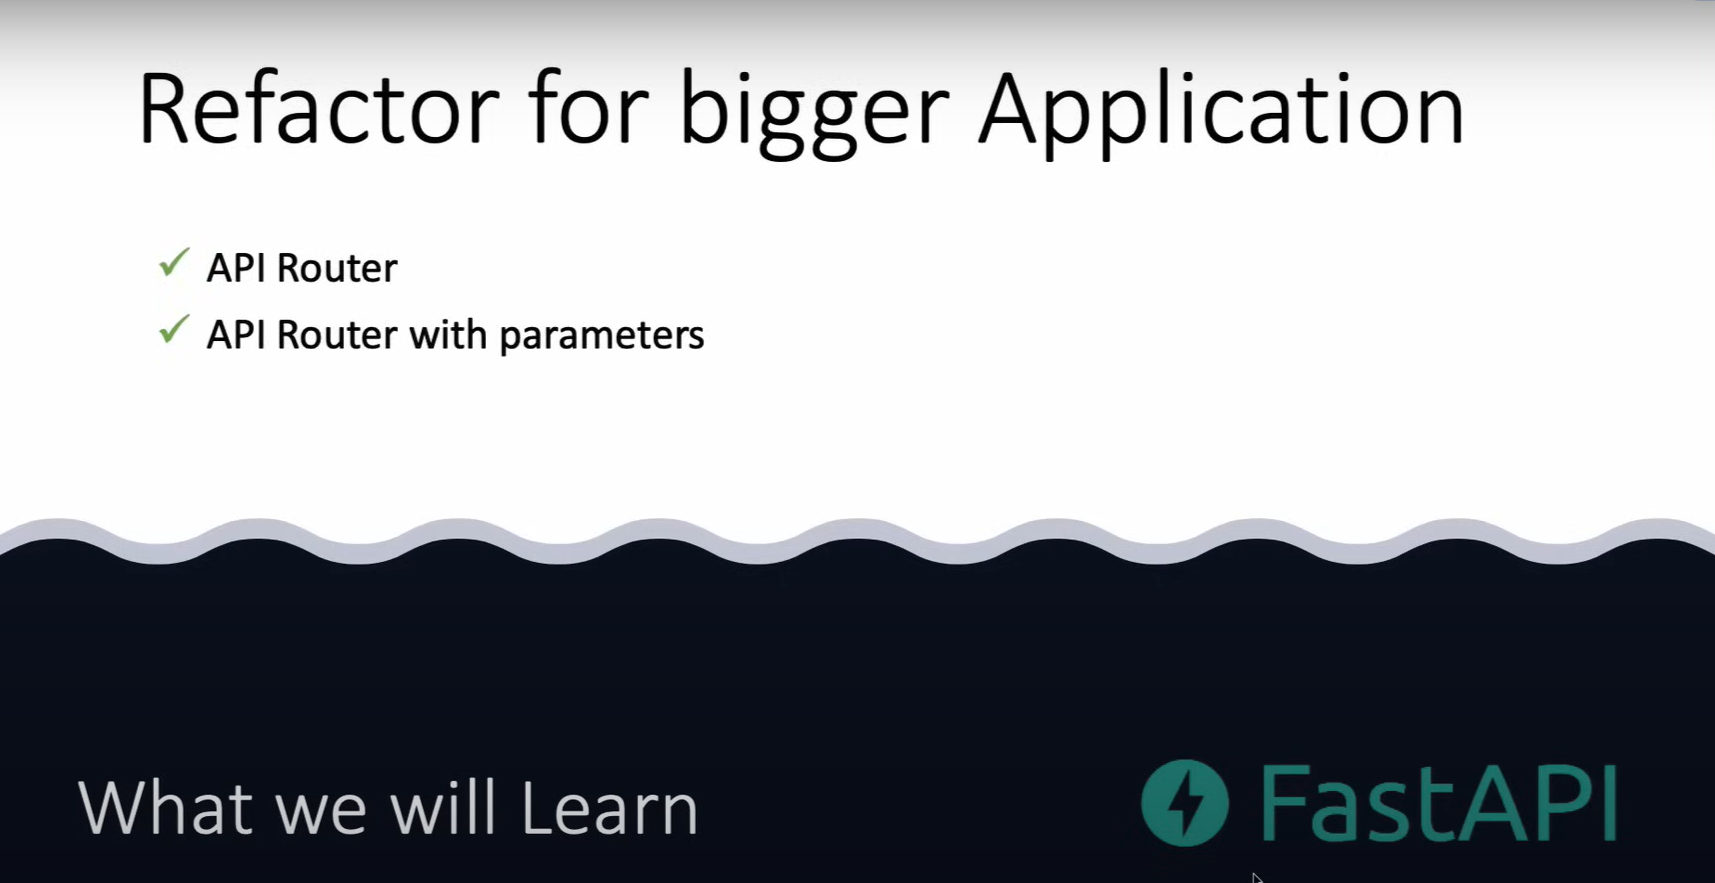 Refactor for bigger Application
✓ API Router
✓ API Router with parameters
What we will Learn
FastAPI